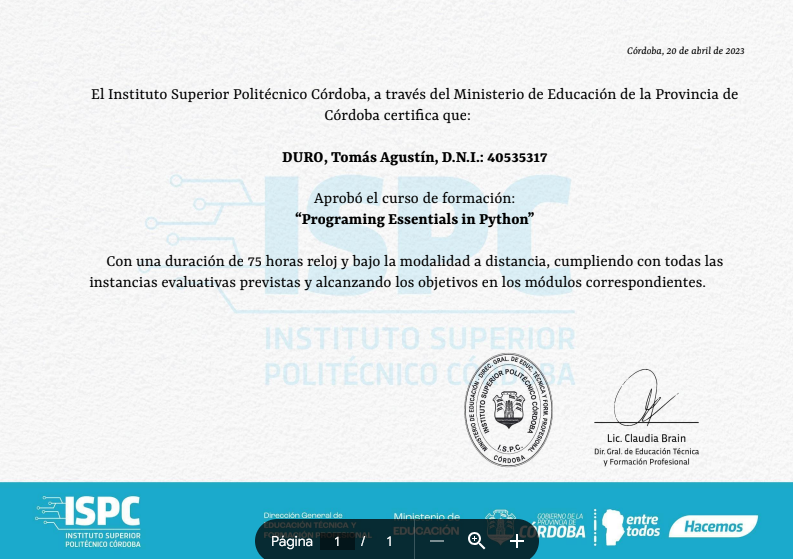 Córdoba, 20 de abril de 2023
El Instituto Superior Politécnico Córdoba, a través del Ministerio de Educación de la Provincia de
Córdoba certifica que:
DURO, Tomás Agustín, D.N.I.: 40535317
Aprobó el curso de formación:
“Programing Essentials in Python”
Con una duración de 75 horas reloj y bajo la modalidad a distancia, cumpliendo con todas las
instancias evaluativas previstas y alcanzando los objetivos en los módulos correspondientes.
ISPC
INSTITUTO SUPERIOR
POLITÉCNICO CÓRDOBA
MINISTERIO DE EDUCACIÓN - DIREC. GRAL. DE EDUC. TÉCNICA Y FORM. PROFESIONAL
INSTITUTO SUPERIOR POLITÉCNICO CÓRDOBA
I.S.P.C.
CÓRDOBA
Lic. Claudia Brain
Dir. Gral. de Educación Técnica
y Formación Profesional
ISPC
INSTITUTO SUPERIOR
POLITÉCNICO CÓRDOBA
Dirección General de
EDUCACIÓN TÉCNICA Y
Ministerio de
EDUCACIÓN
GOBIERNO DE LA
PROVINCIA DE
CÓRDOBA
entre
todos
Hacemos
Página 1 / 1